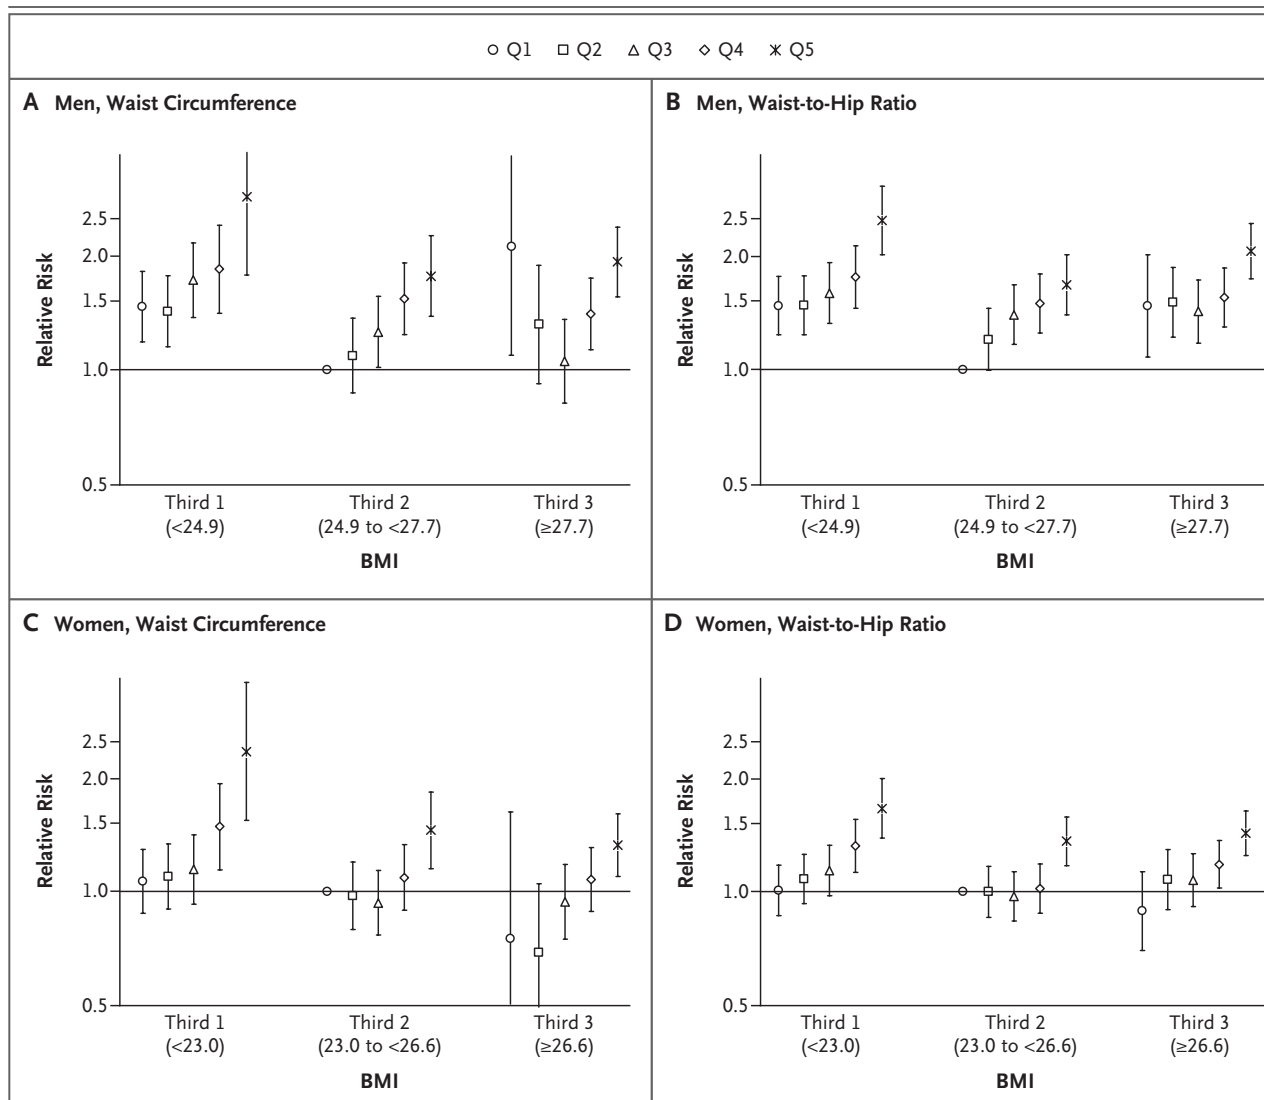 Q1 Q2 Q3 Q4 Q5
A Men, Waist Circumference
Relative Risk
2.5
2.0
1.5
1.0
0.5
Third 1
(<24.9)
Third 2
(24.9 to <27.7)
Third 3
(≥27.7)
BMI
B Men, Waist-to-Hip Ratio
Relative Risk
2.5
2.0
1.5
1.0
0.5
Third 1
(<24.9)
Third 2
(24.9 to <27.7)
Third 3
(≥27.7)
BMI
C Women, Waist Circumference
Relative Risk
2.5
2.0
1.5
1.0
0.5
Third 1
(<23.0)
Third 2
(23.0 to <26.6)
Third 3
(≥26.6)
BMI
D Women, Waist-to-Hip Ratio
Relative Risk
2.5
2.0
1.5
1.0
0.5
Third 1
(<23.0)
Third 2
(23.0 to <26.6)
Third 3
(≥26.6)
BMI